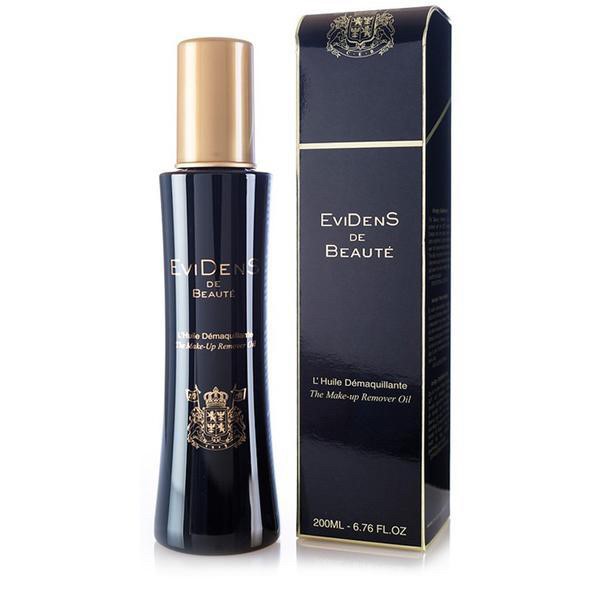 EviDenS
DE
BEAUTÉ
L'Huile Démaquillante
The Make-Up Remover Oil
EviDenS
DE
BEAUTÉ
L'Huile Démaquillante
The Make-up Remover Oil
200ML - 6.76 FL.OZ